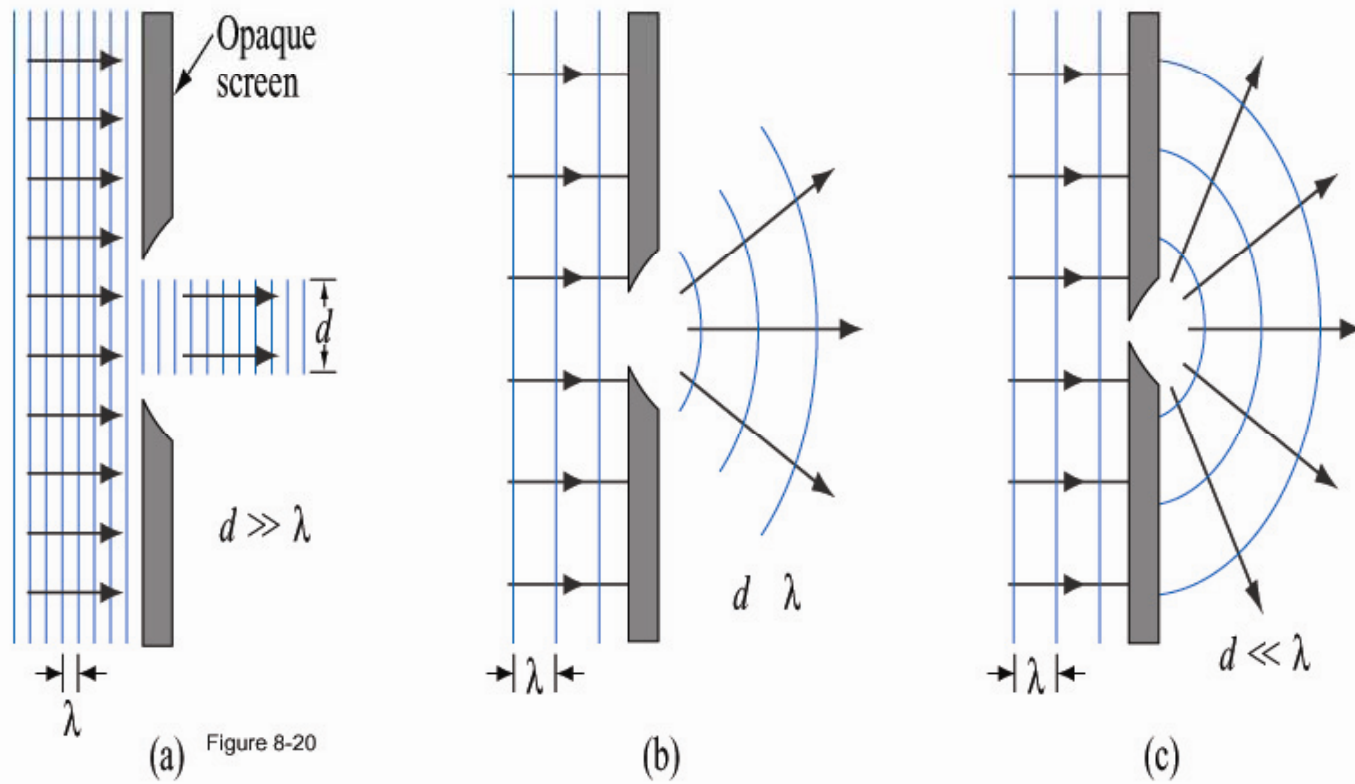 Opaque
screen
d
d >> λ
λ
(a) Figure 8-20
d λ
λ
(b)
d << λ
λ
(c)